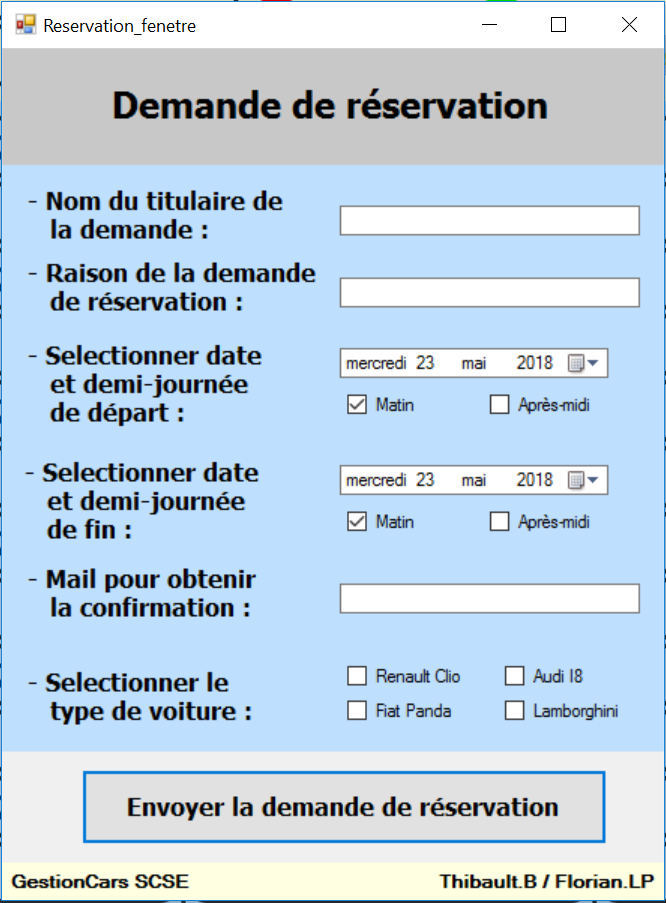 Reservation_fenetre
Demande de réservation
- Nom du titulaire de
la demande :
- Raison de la demande
de réservation :
- Selectionner date
et demi-journée
de départ :
mercredi 23 mai 2018
Matin Après-midi
- Selectionner date
et demi-journée
de fin :
mercredi 23 mai 2018
Matin Après-midi
- Mail pour obtenir
la confirmation :
- Selectionner le
type de voiture :
Renault Clio Audi I8
Fiat Panda Lamborghini
Envoyer la demande de réservation
GestionCars SCSE Thibault.B / Florian.LP